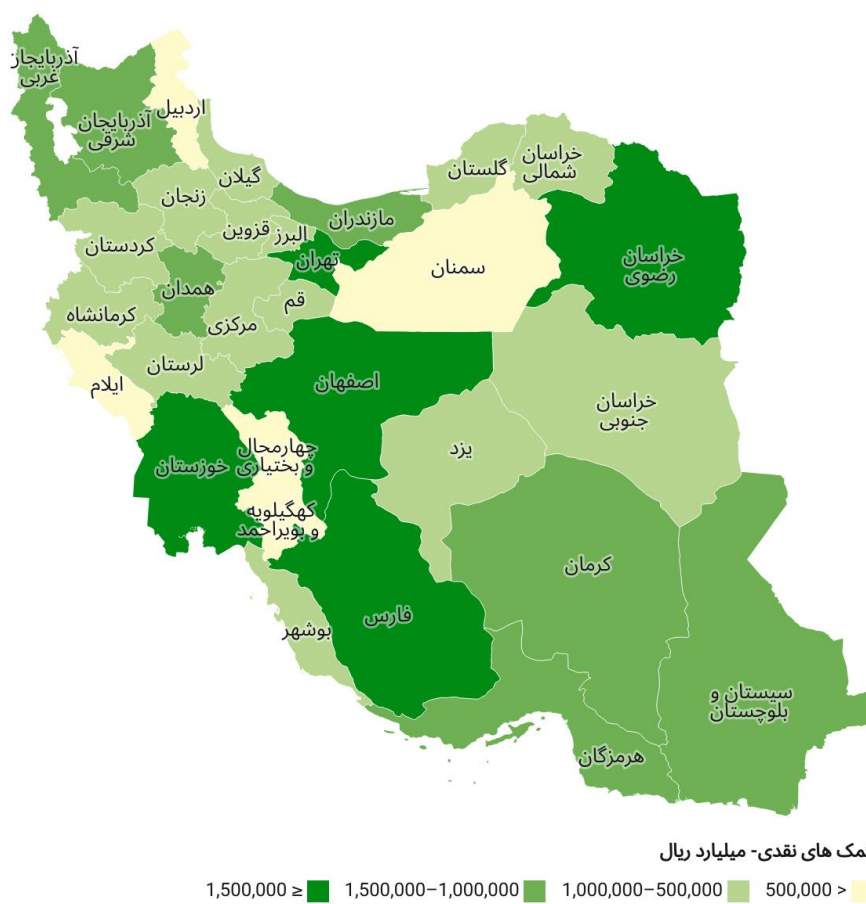 آذربایجان
غربی
اردبیل
آذربایجان
شرقی
گیلان
زنجان
خراسان
شمالی
گلستان
مازندران
البرز
قزوین
کردستان
تهران
سمنان
خراسان
رضوی
همدان
قم
مرکزی
کرمانشاه
لرستان
ایلام
اصفهان
خراسان
جنوبی
یزد
چهارمحال
و بختیاری
خوزستان
کهگیلویه
و بویراحمد
کرمان
فارس
بوشهر
سیستان و
بلوچستان
هرمزگان
مک های نقدی- میلیارد ریال
500,000 >
1,000,000–500,000
1,500,000–1,000,000
1,500,000 ≤